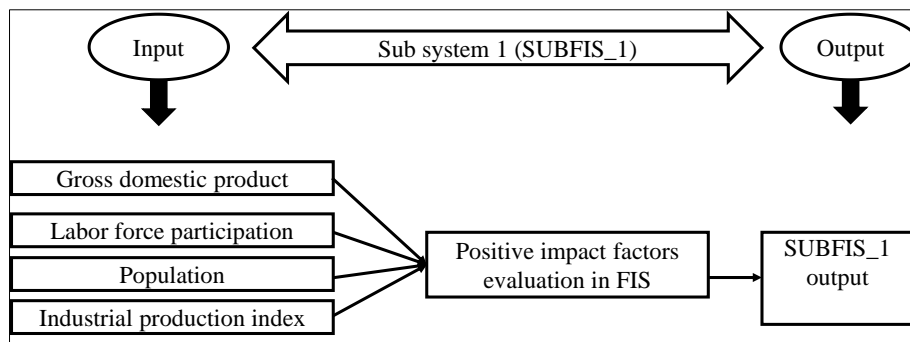 Input
Sub system 1 (SUBFIS_1)
Output
Gross domestic product
Labor force participation
Population
Industrial production index
Positive impact factors
evaluation in FIS
SUBFIS_1
output